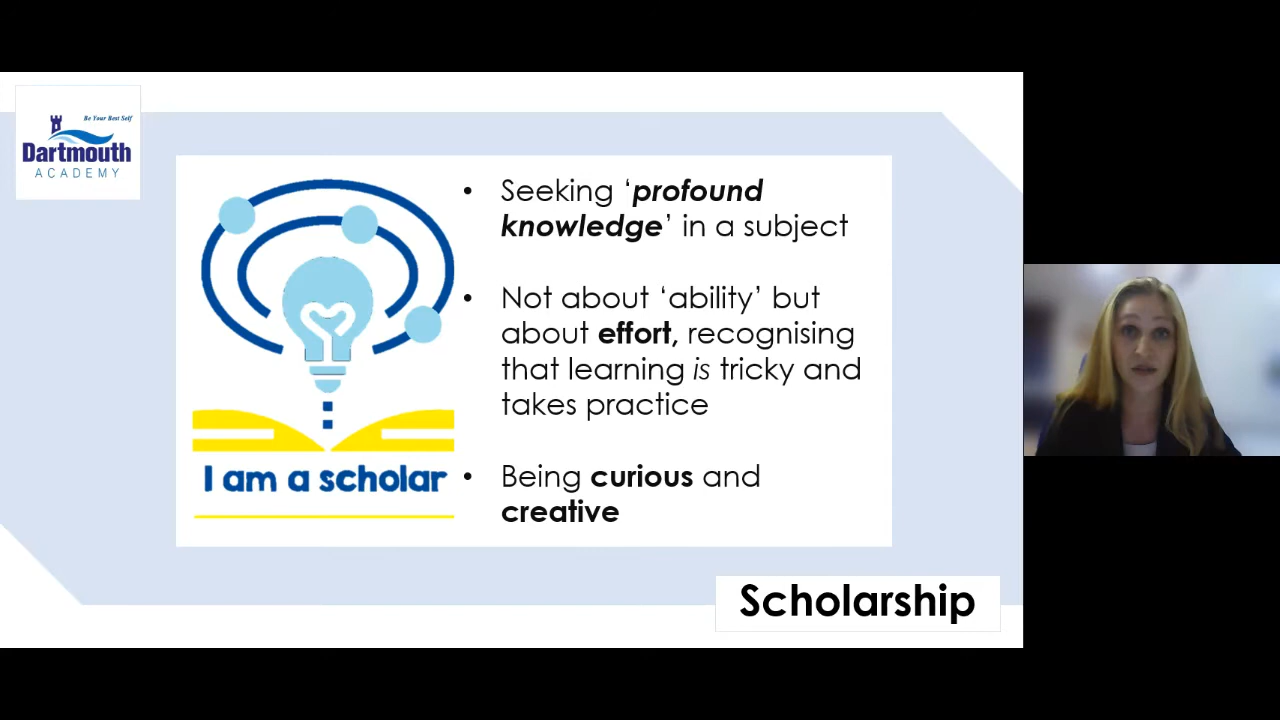 Be Your Best Self
Dartmouth
ACADEMY
• Seeking ‘profound
knowledge’ in a subject
• Not about ‘ability’ but
about effort, recognising
that learning is tricky and
takes practice
• Being curious and
creative
I am a scholar
Scholarship